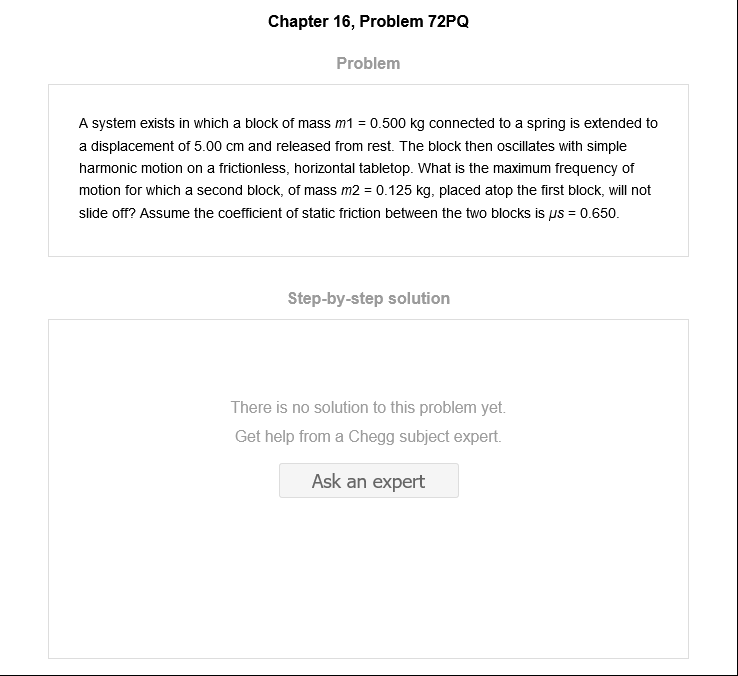 Chapter 16, Problem 72PQ
Problem
A system exists in which a block of mass m1 = 0.500 kg connected to a spring is extended to
a displacement of 5.00 cm and released from rest. The block then oscillates with simple
harmonic motion on a frictionless, horizontal tabletop. What is the maximum frequency of
motion for which a second block, of mass m2 = 0.125 kg, placed atop the first block, will not
slide off? Assume the coefficient of static friction between the two blocks is μs = 0.650.
Step-by-step solution
There is no solution to this problem yet.
Get help from a Chegg subject expert.
Ask an expert